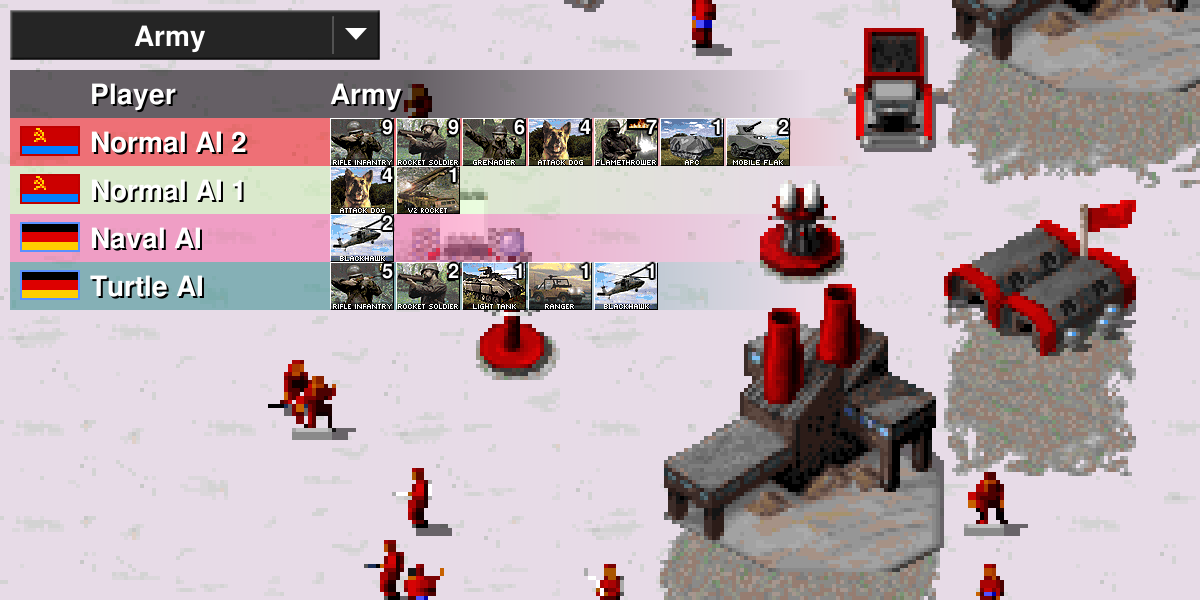 Army
Player Army
Normal AI 2 9 9 6 4 7 1 2
RIFLE INFANTRY ROCKET SOLDIER GRENADIER ATTACK DOG FLAMETHROWER APC MOBILE FLAK
Normal AI 1 4 1
ATTACK DOG V2 ROCKET
Naval AI 2
BLACKHAWK
Turtle AI 5 2 1 1 1
RIFLE INFANTRY ROCKET SOLDIER LIGHT TANK RANGER BLACKHAWK